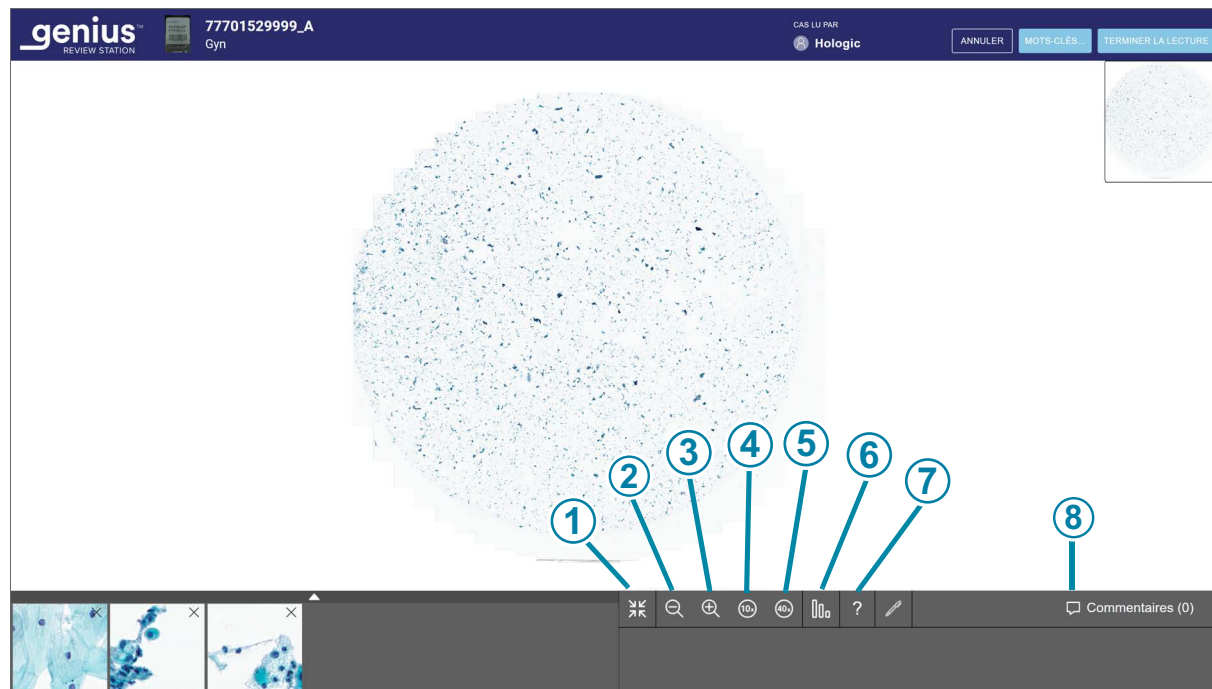 genius™
REVIEW STATION
77701529999_A
Gyn
CAS LU PAR
Hologic
ANNULER
MOTS-CLÉS...
TERMINER LA LECTURE
1
2
3
4
5
6
7
8
10x
40x
?
Commentaires (0)